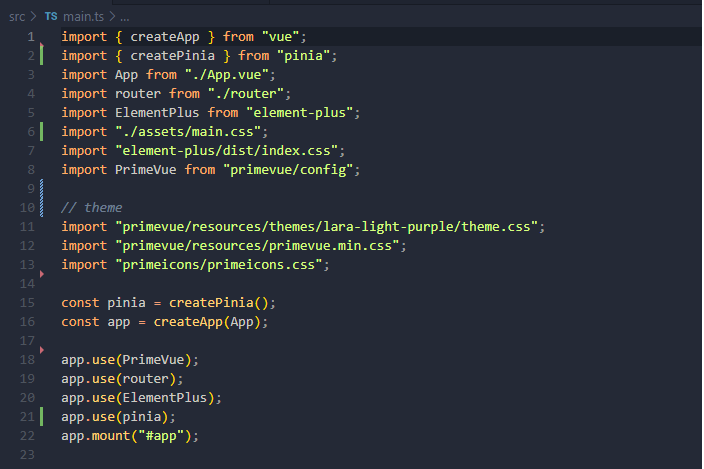 src > TS main.ts > ...
1 import { createApp } from "vue";
2 import { createPinia } from "pinia";
3 import App from "./App.vue";
4 import router from "./router";
5 import ElementPlus from "element-plus";
6 import "./assets/main.css";
7 import "element-plus/dist/index.css";
8 import PrimeVue from "primevue/config";
9
10 // theme
11 import "primevue/resources/themes/lara-light-purple/theme.css";
12 import "primevue/resources/primevue.min.css";
13 import "primeicons/primeicons.css";
14
15 const pinia = createPinia();
16 const app = createApp(App);
17
18 app.use(PrimeVue);
19 app.use(router);
20 app.use(ElementPlus);
21 app.use(pinia);
22 app.mount("#app");
23